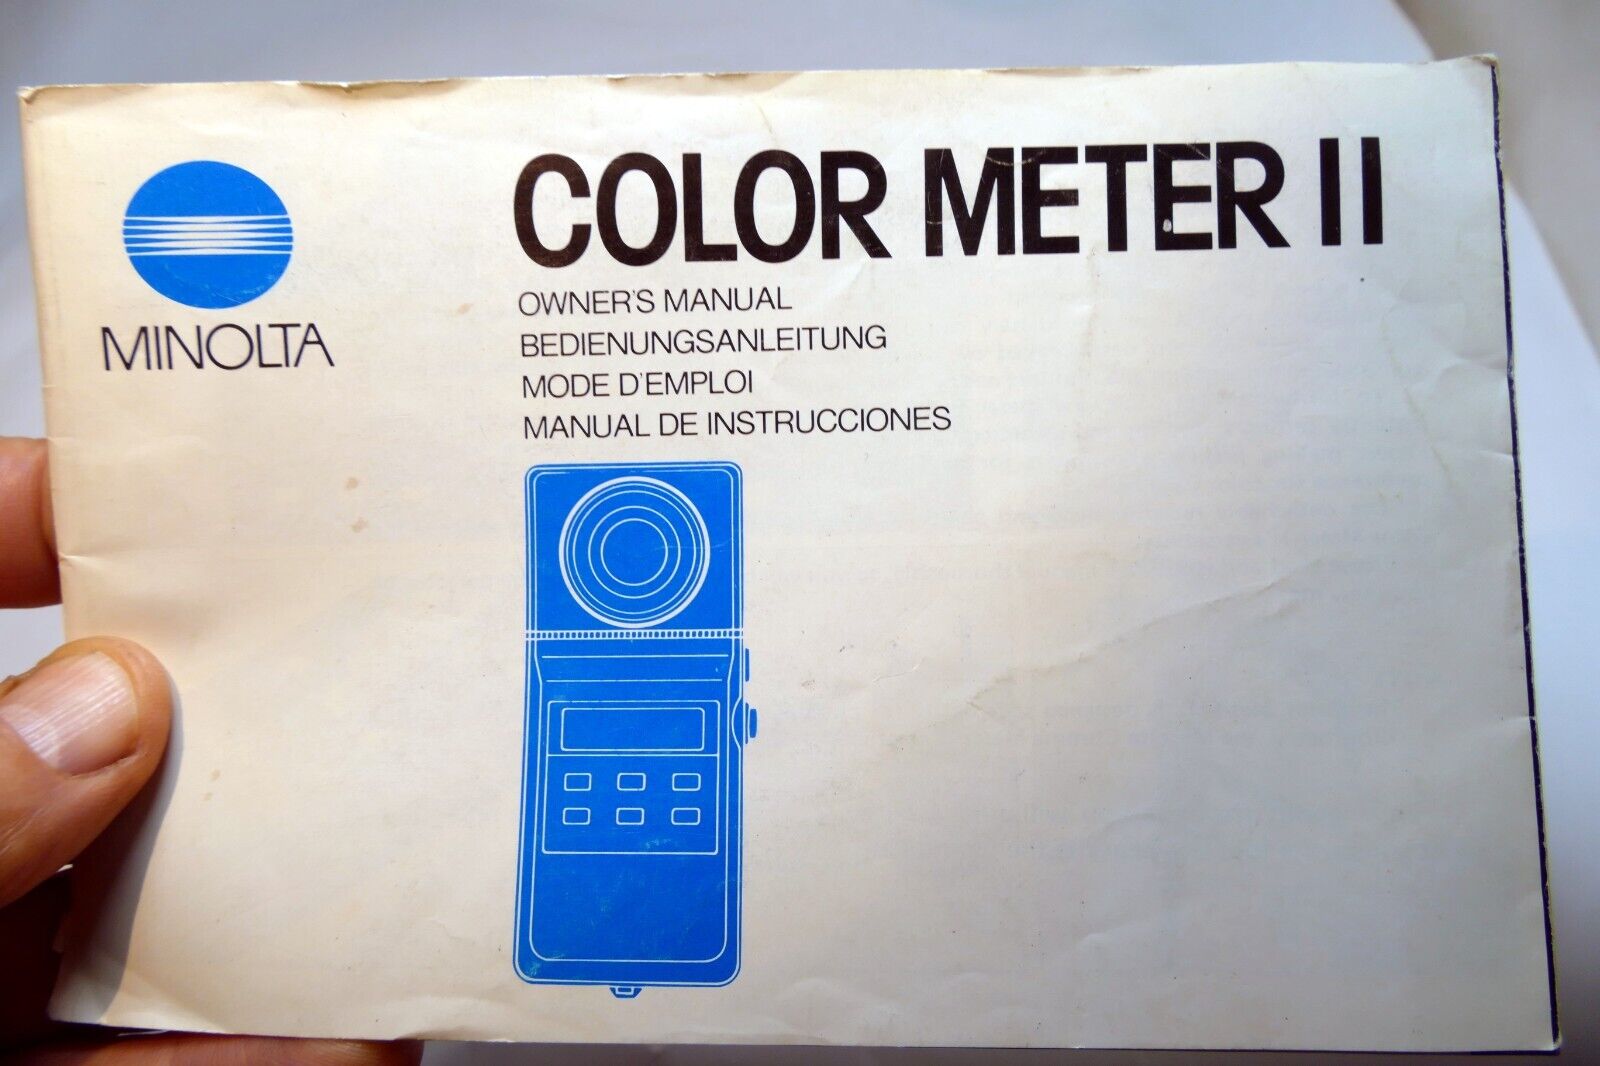 MINOLTA
COLOR METER II
OWNER'S MANUAL
BEDIENUNGSANLEITUNG
MODE D'EMPLOI
MANUAL DE INSTRUCCIONES